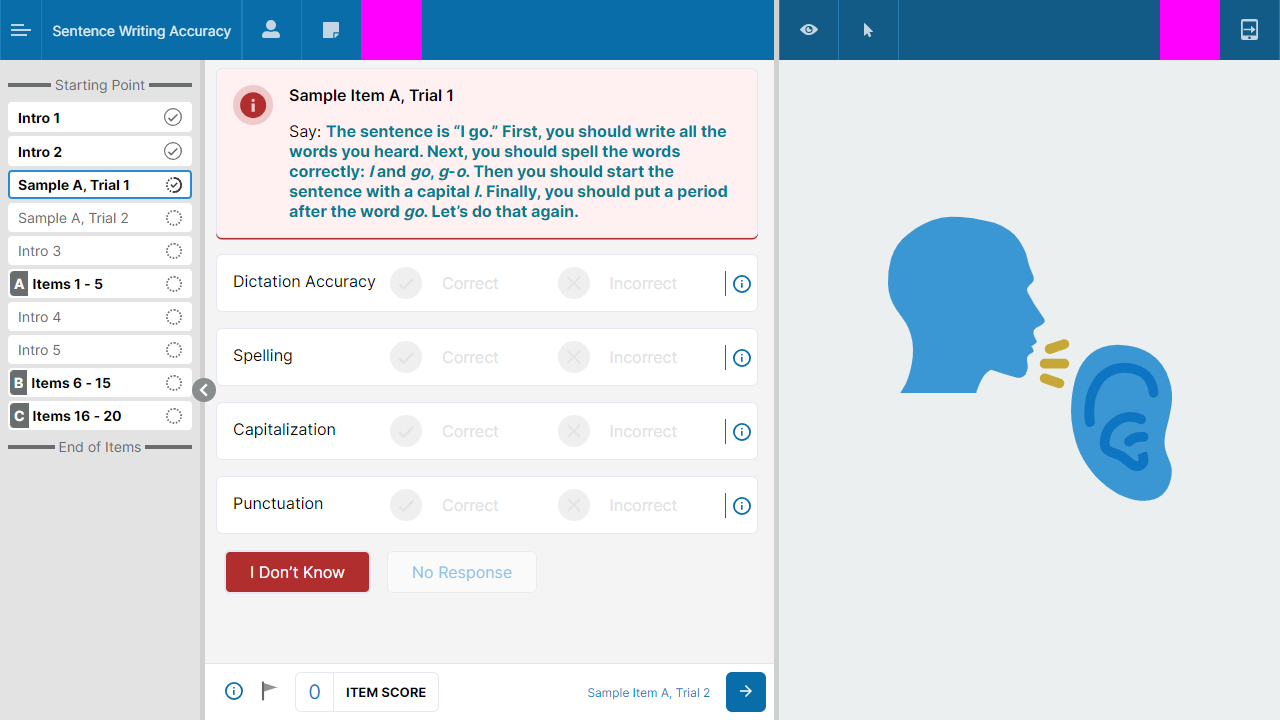 Sentence Writing Accuracy
Starting Point
Intro 1
Intro 2
Sample A, Trial 1
Sample A, Trial 2
Intro 3
A Items 1 - 5
Intro 4
Intro 5
B Items 6 - 15
C Items 16 - 20
End of Items
Sample Item A, Trial 1
Say: The sentence is “I go.” First, you should write all the
words you heard. Next, you should spell the words
correctly: I and go, g-o. Then you should start the
sentence with a capital I. Finally, you should put a period
after the word go. Let’s do that again.
Dictation Accuracy Correct Incorrect
Spelling Correct Incorrect
Capitalization Correct Incorrect
Punctuation Correct Incorrect
I Don’t Know No Response
0 ITEM SCORE Sample Item A, Trial 2